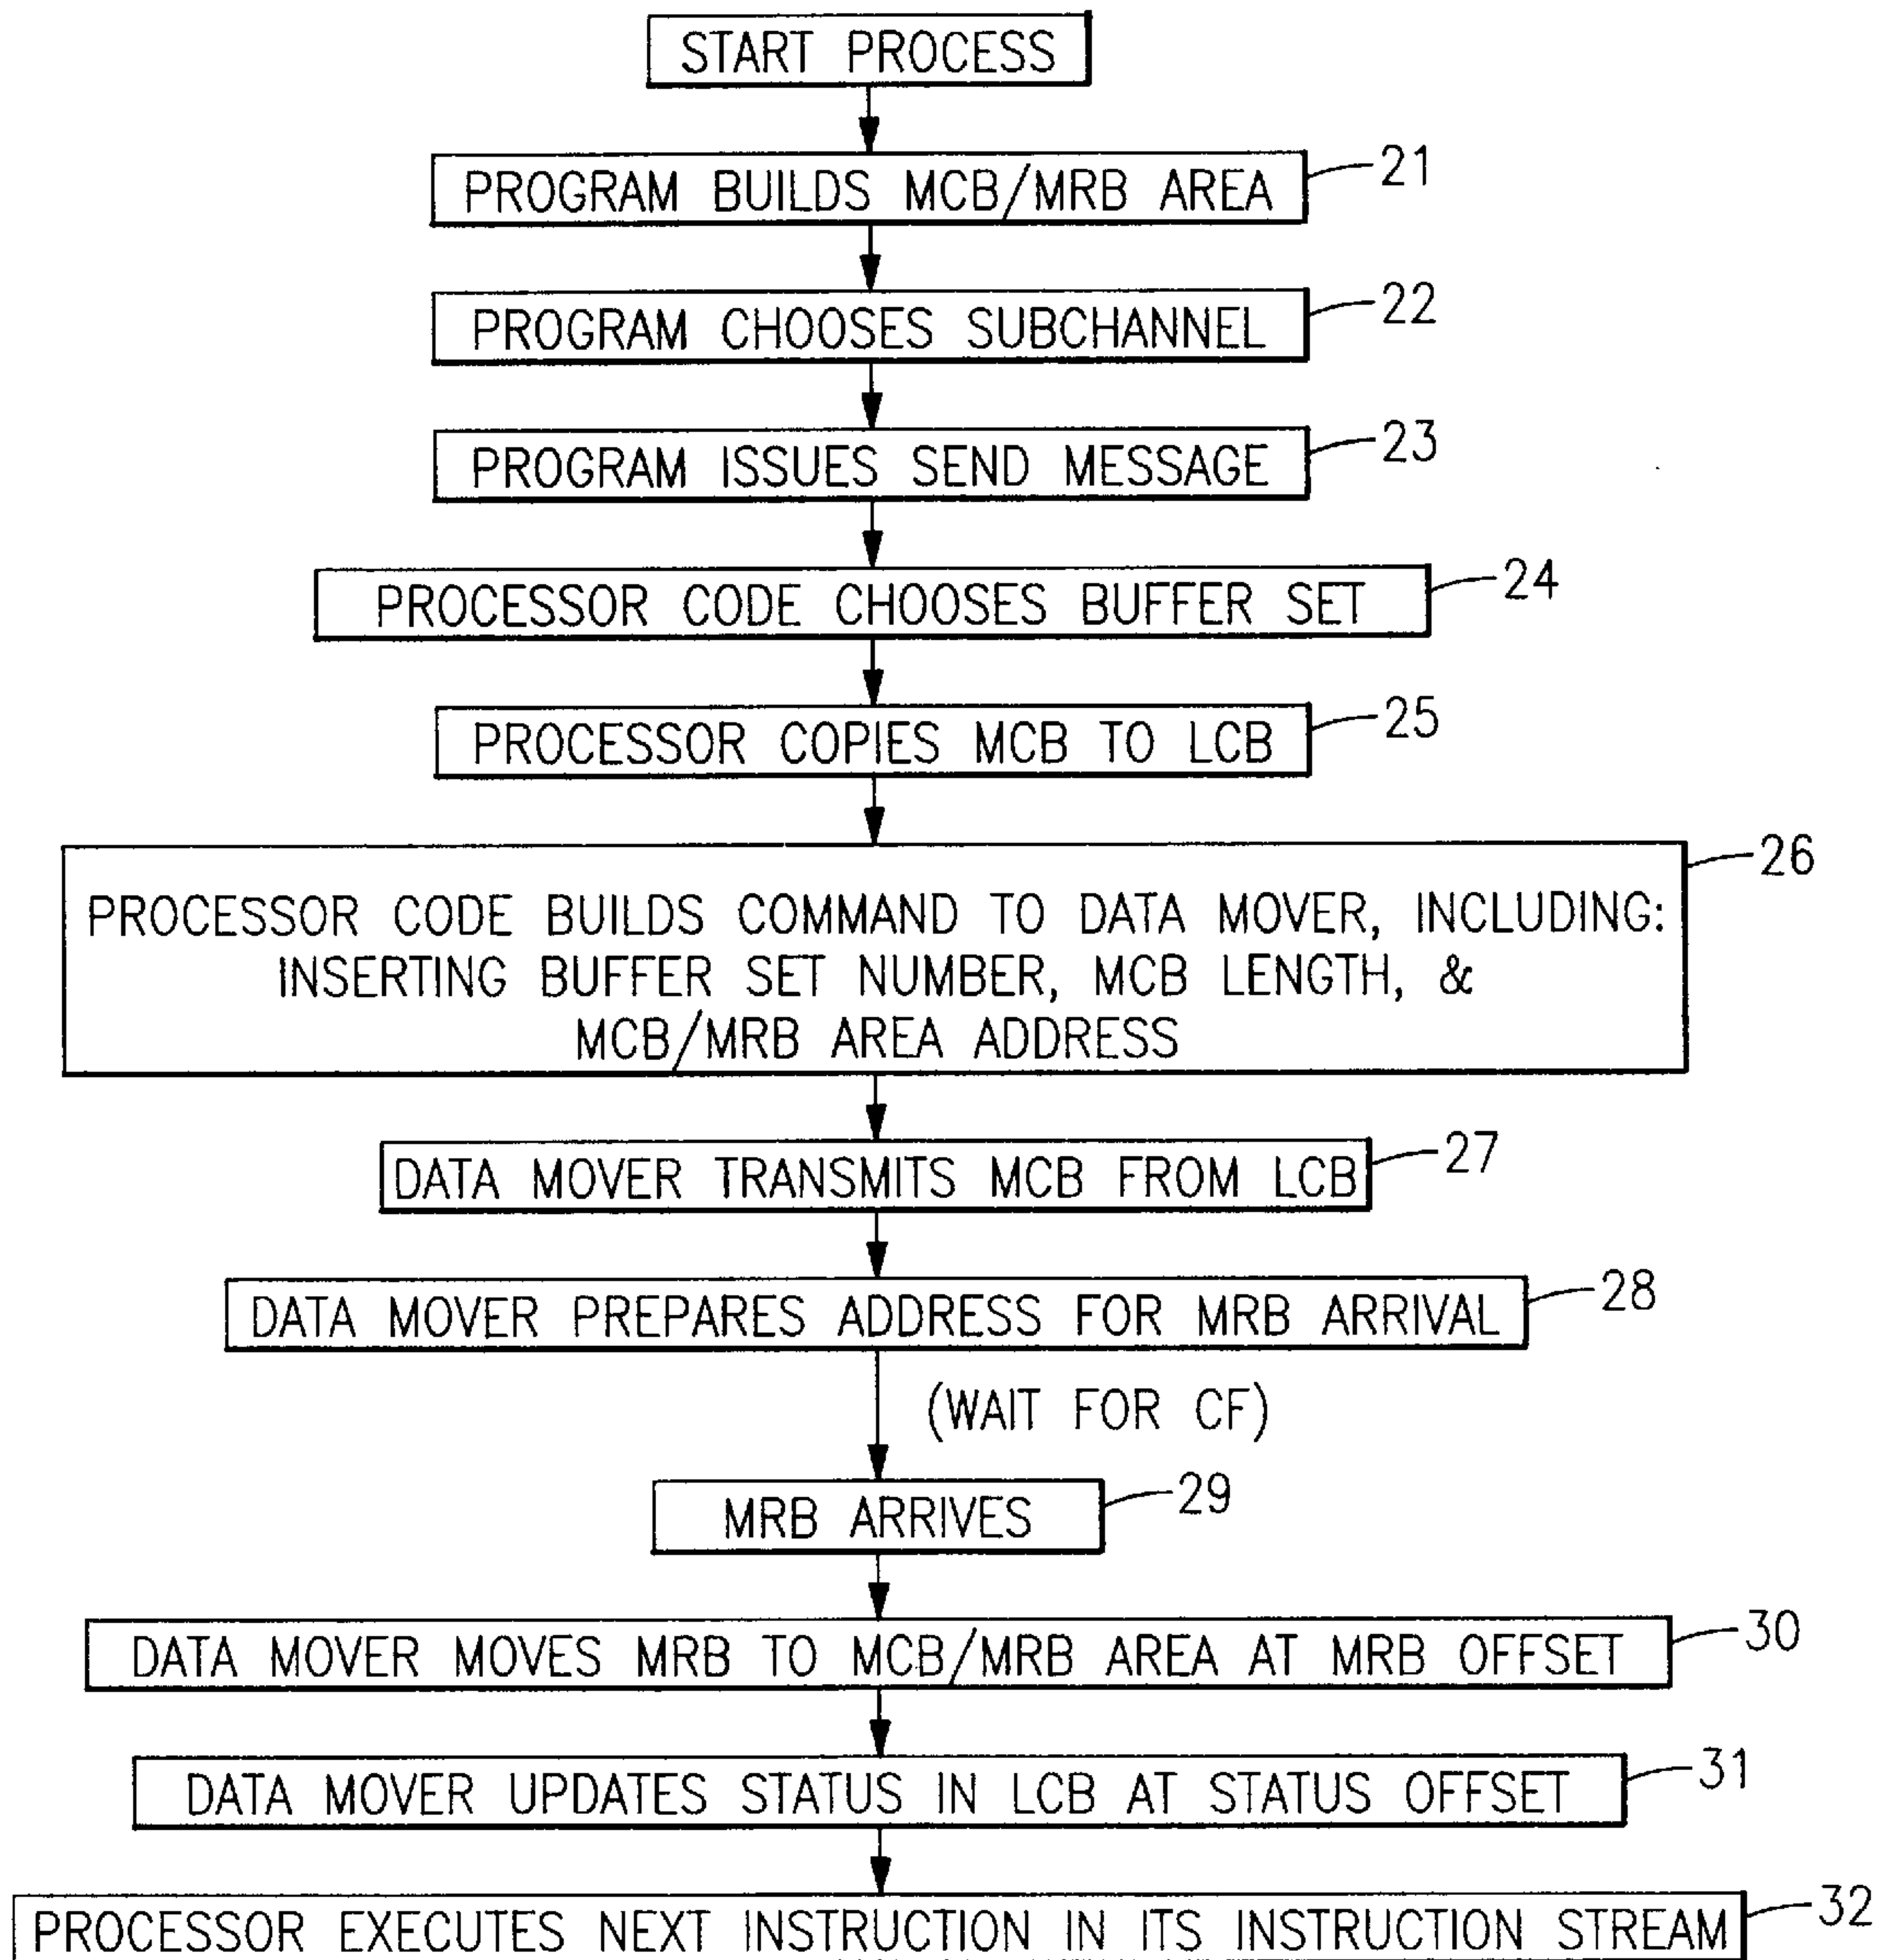 START PROCESS
PROGRAM BUILDS MCB/MRB AREA
21
PROGRAM CHOOSES SUBCHANNEL
22
PROGRAM ISSUES SEND MESSAGE
23
PROCESSOR CODE CHOOSES BUFFER SET
24
PROCESSOR COPIES MCB TO LCB
25
26
PROCESSOR CODE BUILDS COMMAND TO DATA MOVER, INCLUDING:
INSERTING BUFFER SET NUMBER, MCB LENGTH, &
MCB/MRB AREA ADDRESS
DATA MOVER TRANSMITS MCB FROM LCB
27
DATA MOVER PREPARES ADDRESS FOR MRB ARRIVAL
28
(WAIT FOR CF)
MRB ARRIVES
29
DATA MOVER MOVES MRB TO MCB/MRB AREA AT MRB OFFSET
30
DATA MOVER UPDATES STATUS IN LCB AT STATUS OFFSET
31
PROCESSOR EXECUTES NEXT INSTRUCTION IN ITS INSTRUCTION STREAM
32